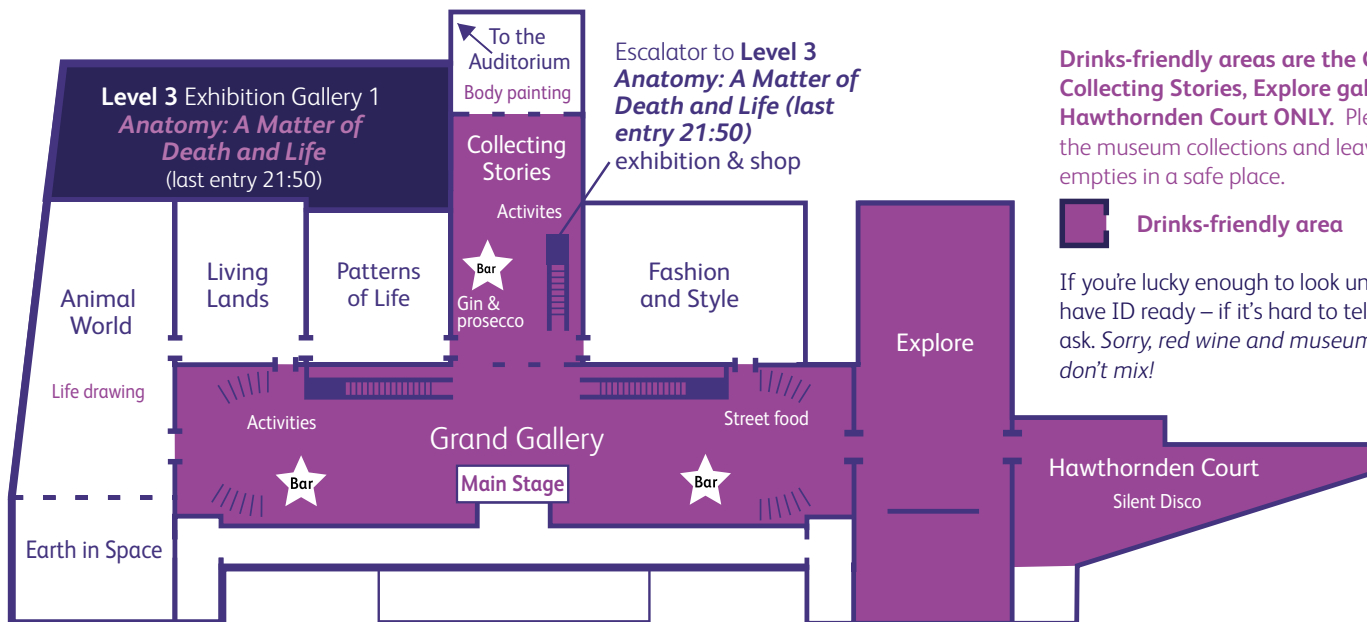 To the
Auditorium
Body painting
Level 3 Exhibition Gallery 1
Anatomy: A Matter of
Death and Life
(last entry 21:50)
Escalator to Level 3
Anatomy: A Matter of
Death and Life (last
entry 21:50)
exhibition & shop
Drinks-friendly areas are the
Collecting Stories, Explore
Hawthornden Court ONLY.
the museum collections and
empties in a safe place.
Drinks-friendly area
If you're lucky enough to look
have ID ready – if it's hard to
ask. Sorry, red wine and
don't mix!
Collecting
Stories
Activites
Bar
Gin &
prosecco
Animal
World
Life drawing
Living
Lands
Patterns
of Life
Fashion
and Style
Explore
Activities
Grand Gallery
Street food
Bar
Main Stage
Bar
Hawthornden Court
Silent Disco
Earth in Space